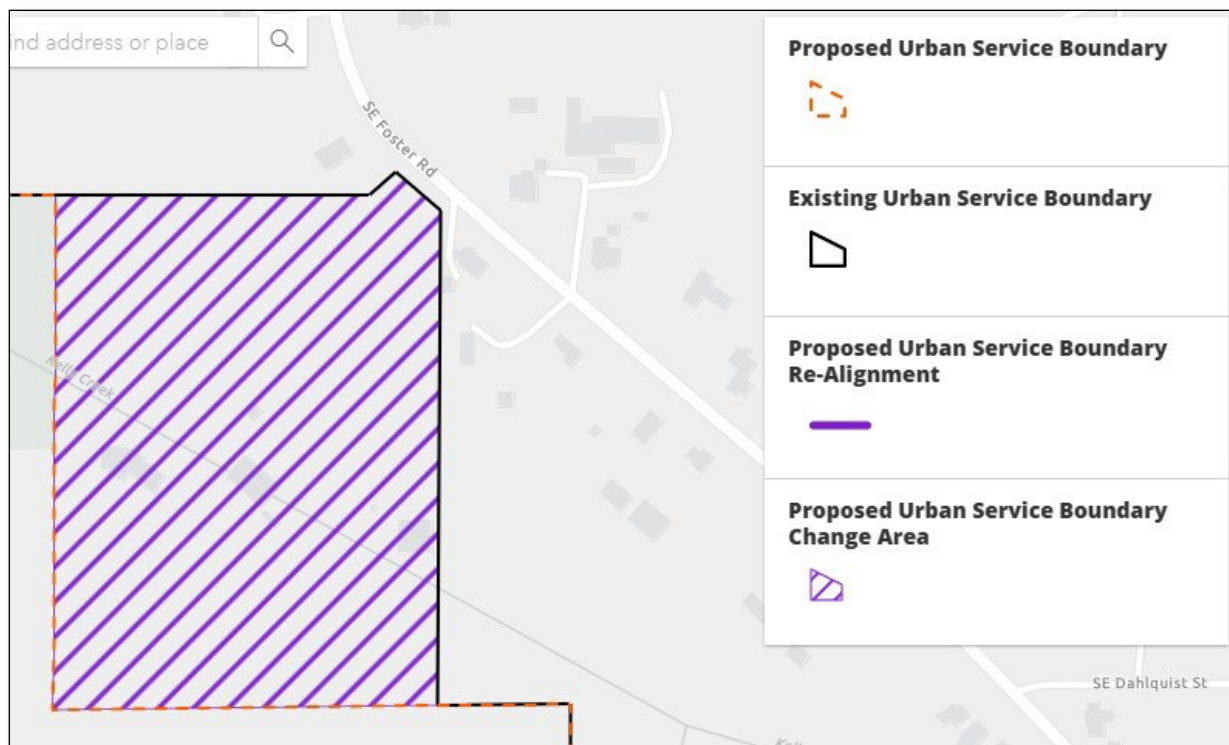 ind address or place
SE Foster Rd
Kelly Creek
Proposed Urban Service Boundary
Existing Urban Service Boundary
Proposed Urban Service Boundary
Re-Alignment
Proposed Urban Service Boundary
Change Area
SE Dahlquist St